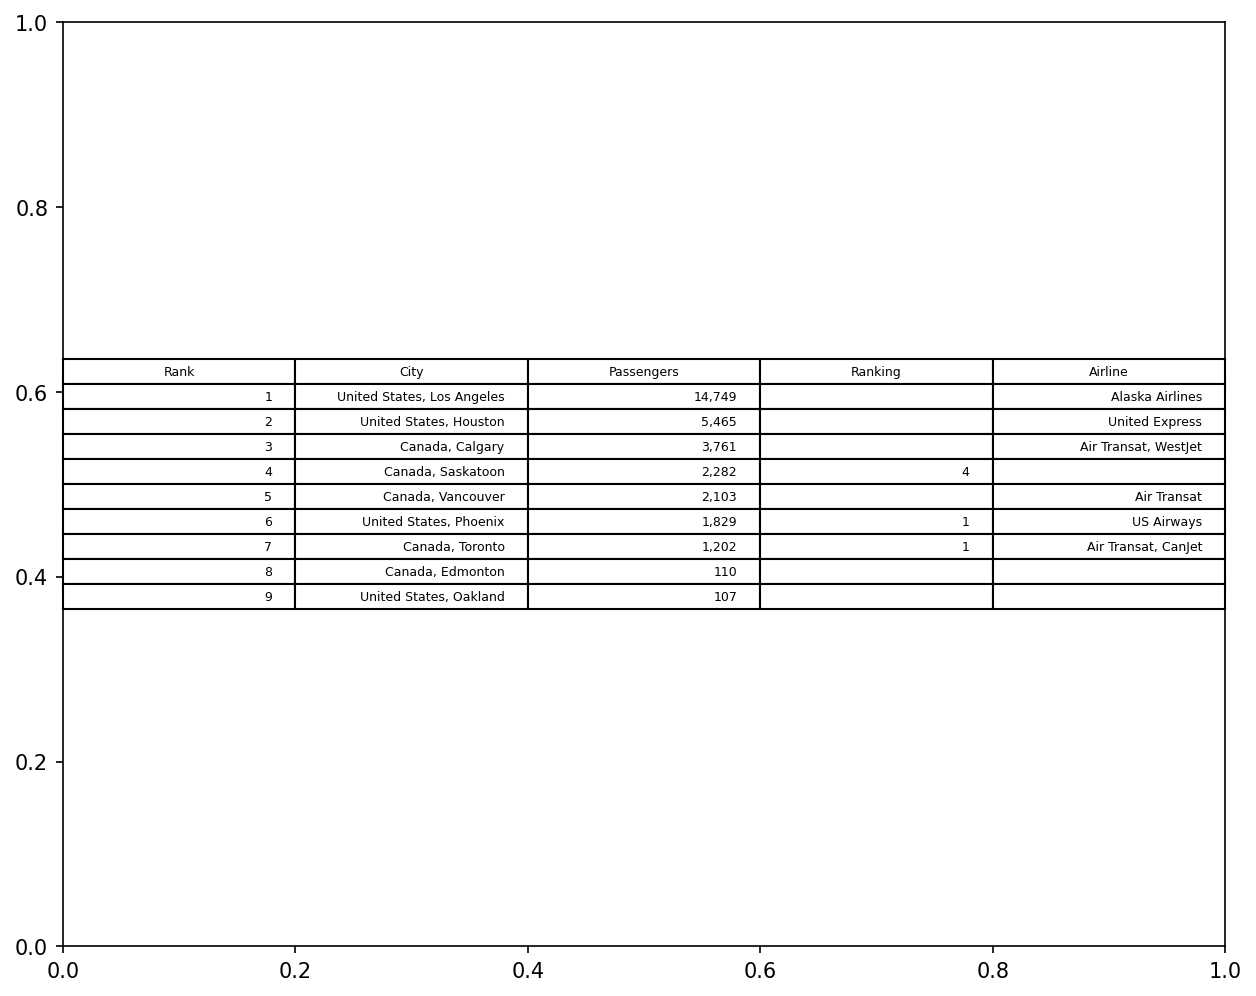 1.0
0.8
Rank City Passengers Ranking Airline
0.6
1 United States, Los Angeles 14,749 Alaska Airlines
2 United States, Houston 5,465 United Express
3 Canada, Calgary 3,761 Air Transat, WestJet
4 Canada, Saskatoon 2,282 4
5 Canada, Vancouver 2,103 Air Transat
6 United States, Phoenix 1,829 1 US Airways
7 Canada, Toronto 1,202 1 Air Transat, CanJet
0.4
8 Canada, Edmonton 110
9 United States, Oakland 107
0.2
0.0
0.0 0.2 0.4 0.6 0.8 1.0